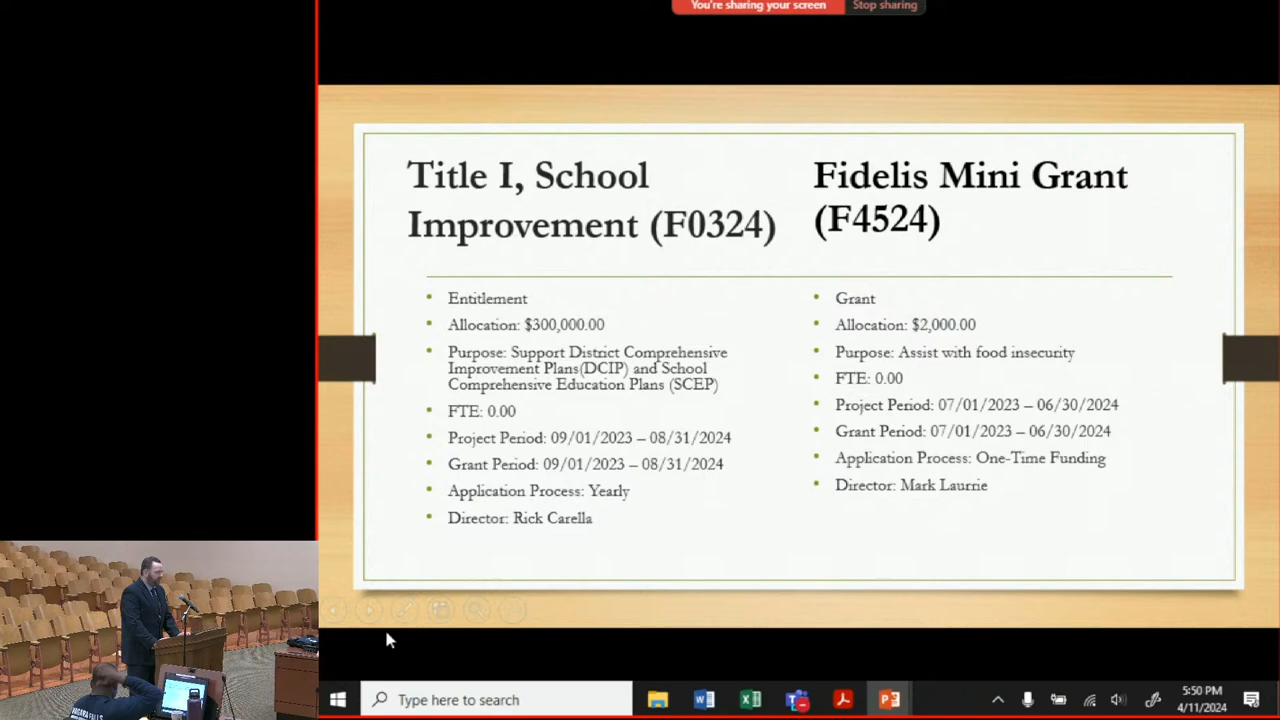 You're sharing your screen
Stop sharing
Title I, School
Improvement (F0324)
Entitlement
Allocation: $300,000.00
Purpose: Support District Comprehensive
Improvement Plans(DCIP) and School
Comprehensive Education Plans (SCEP)
FTE: 0.00
Project Period: 09/01/2023 – 08/31/2024
Grant Period: 09/01/2023 – 08/31/2024
Application Process: Yearly
Director: Rick Carella
Fidelis Mini Grant
(F4524)
Grant
Allocation: $2,000.00
Purpose: Assist with food insecurity
FTE: 0.00
Project Period: 07/01/2023 – 06/30/2024
Grant Period: 07/01/2023 – 06/30/2024
Application Process: One-Time Funding
Director: Mark Laurrie
NIAGARA FALLS
Type here to search
5:50 PM
4/11/2024